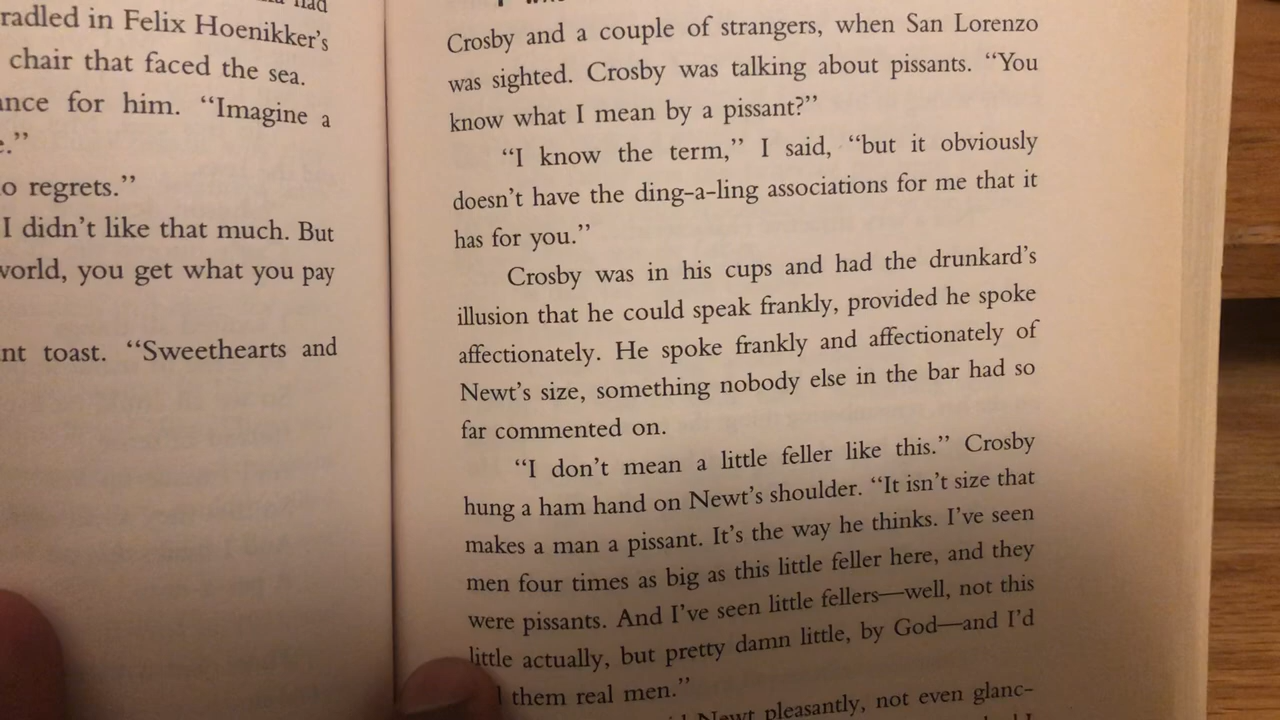 had
radled in Felix Hoenikker's
chair that faced the sea.
ance for him. “Imagine a
e.”
o regrets.”
I didn't like that much. But
world, you get what you pay
nt toast. “Sweethearts and
Crosby and a couple of strangers, when San Lorenzo
was sighted. Crosby was talking about pissants. “You
know what I mean by a pissant?”
“I know the term,” I said, “but it obviously
doesn't have the ding-a-ling associations for me that it
has for you.”
Crosby was in his cups and had the drunkard's
illusion that he could speak frankly, provided he spoke
affectionately. He spoke frankly and affectionately of
Newt's size, something nobody else in the bar had so
far commented on.
“I don't mean a little feller like this.” Crosby
hung a ham hand on Newt's shoulder. “It isn't size that
makes a man a pissant. It's the way he thinks. I've seen
men four times as big as this little feller here, and they
were pissants. And I've seen little fellers—well, not this
little actually, but pretty damn little, by God—and I'd
them real men.”
Newt pleasantly, not even glanc-